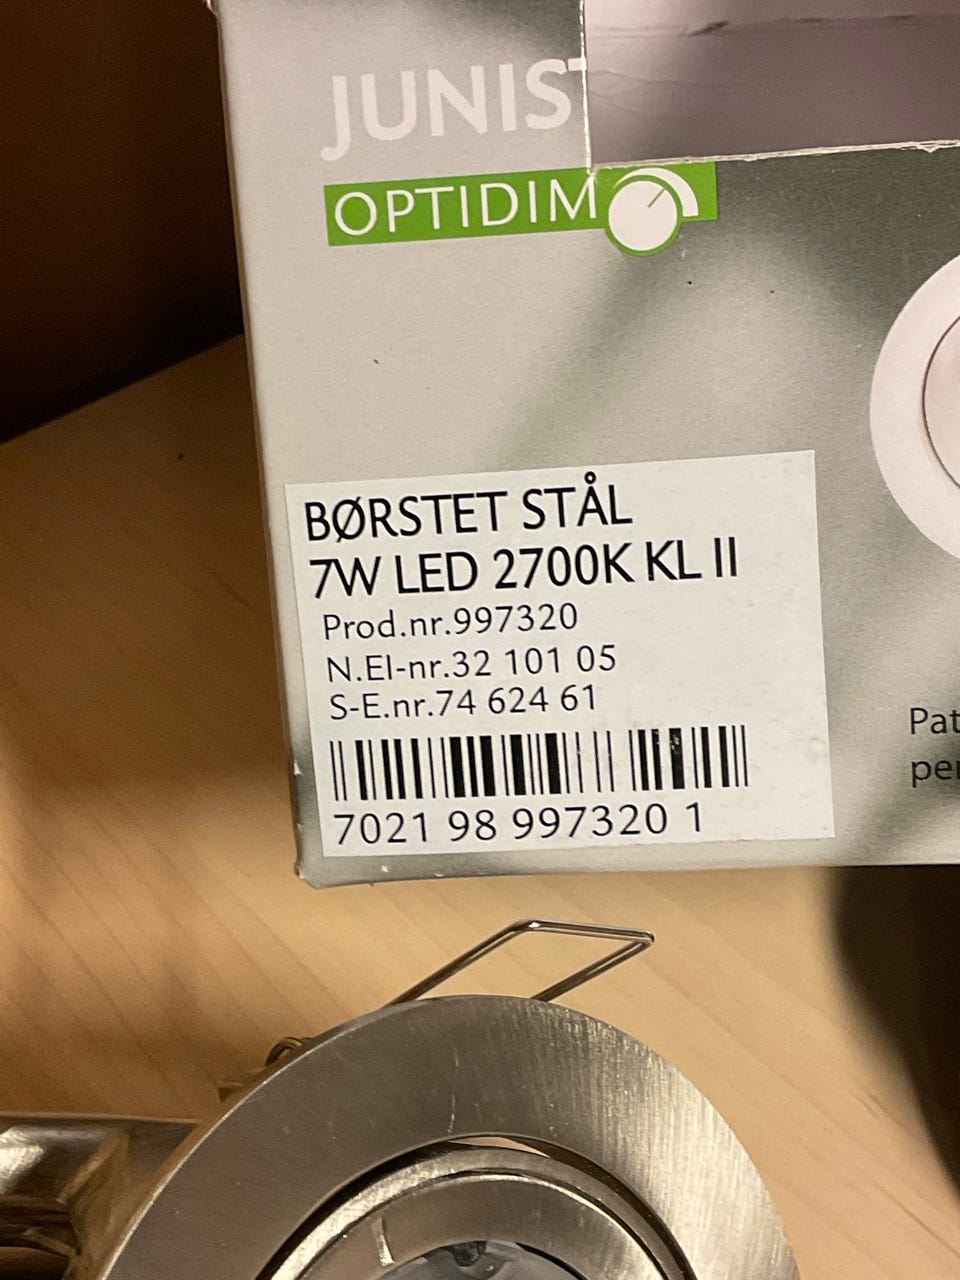 JUNIS
OPTIDIM
BØRSTET STÅL
7W LED 2700K KL II
Prod.nr.997320
N.El-nr.32 101 05
S-E.nr.74 624 61
7021 98 997320 1
Pat
per